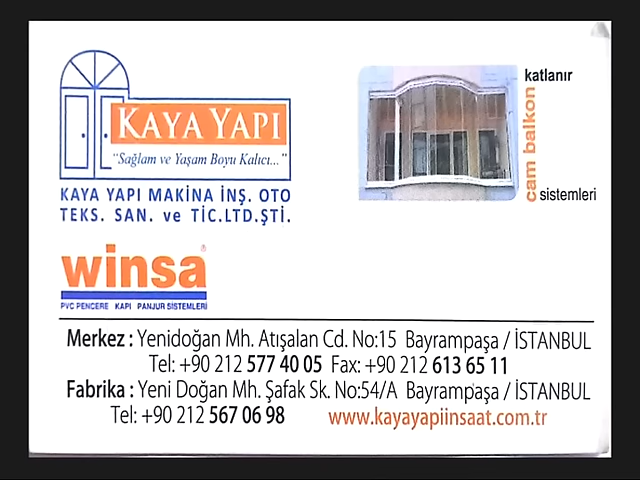 KAYA YAPI
"Sağlam ve Yaşam Boyu Kalıcı..."
KAYA YAPI MAKİNA İNŞ. OTO
TEKS. SAN. ve TİC.LTD.ŞTİ.
katlanır
cam balkon
sistemleri
winsa®
PVC PENCERE KAPI PANJUR SİSTEMLERİ
Merkez : Yenidoğan Mh. Atışalan Cd. No:15 Bayrampaşa / İSTANBUL
Tel: +90 212 577 40 05 Fax: +90 212 613 65 11
Fabrika : Yeni Doğan Mh. Şafak Sk. No:54/A Bayrampaşa / İSTANBUL
Tel: +90 212 567 06 98 www.kayayapiinsaat.com.tr